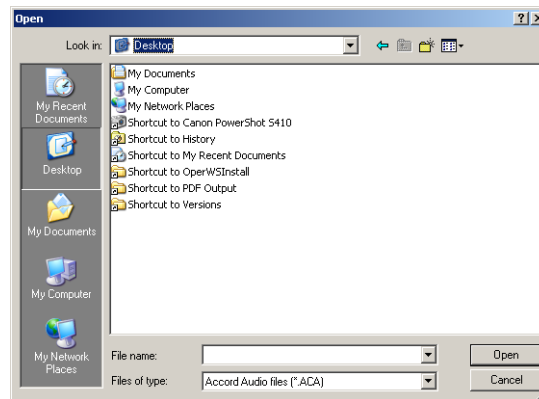 Open
Look in:
Desktop
My Recent
Documents
Desktop
My Documents
My Computer
My Network
Places
My Documents
My Computer
My Network Places
Shortcut to Canon PowerShot S410
Shortcut to History
Shortcut to My Recent Documents
Shortcut to OperWSInstall
Shortcut to PDF Output
Shortcut to Versions
File name:
Open
Files of type:
Accord Audio files (*.ACA)
Cancel